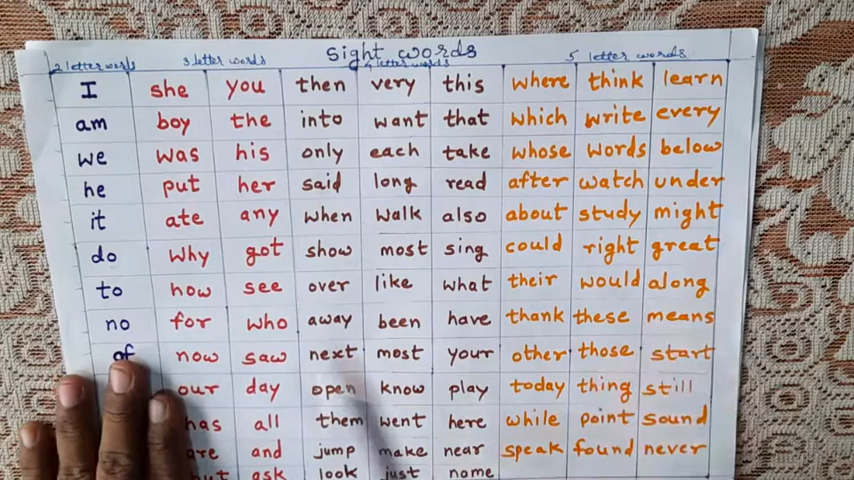 Sight words
2 letter words 3 letter words 4 letter words 5 letter words
I she you then very this where think learn
am boy the into want that which write every
we was his only each take whose words below
he put her said long read after watch under
it ate any when walk also about study might
do why got show most sing could right great
to how see over like what their would along
no for who away been have thank these means
of now saw next most your other those start
our day open know play today thing still
has all them went here while point sound
are and jump make near speak found never
but ask look just name